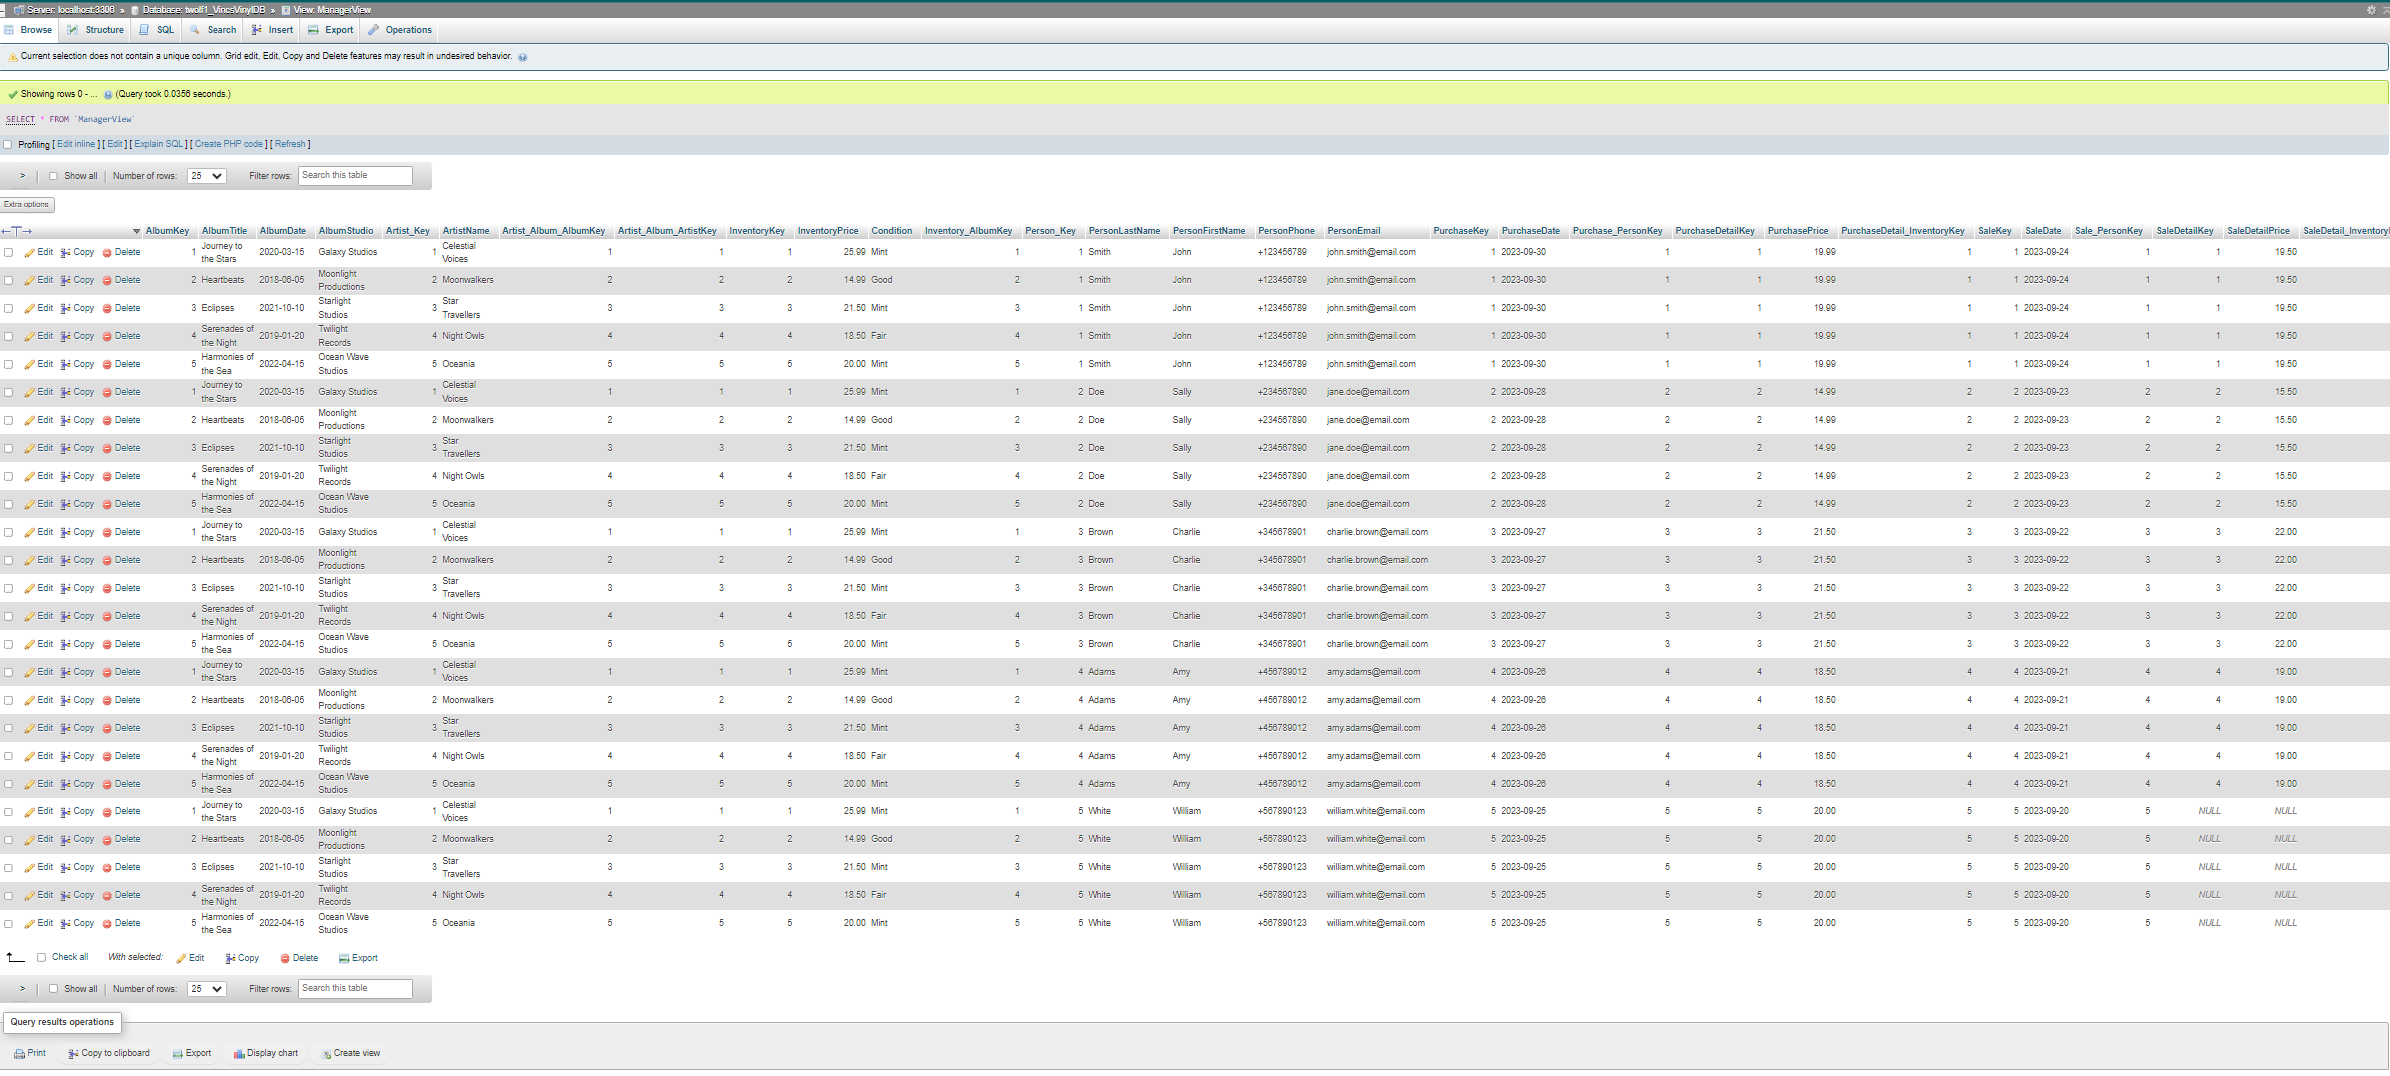 Server: localhost:3306 » Database: twolf1_VincsVinylDB » View: ManagerView
Browse Structure SQL Search Insert Export Operations
Current selection does not contain a unique column. Grid edit, Edit, Copy and Delete features may result in undesired behavior.
Showing rows 0 - ... (Query took 0.0356 seconds.)
SELECT * FROM `ManagerView`
Profiling [ Edit inline ] [ Edit ] [ Explain SQL ] [ Create PHP code ] [ Refresh ]
> Show all Number of rows: 25 Filter rows: Search this table
Extra options
←T→ AlbumKey AlbumTitle AlbumDate AlbumStudio Artist_Key ArtistName Artist_Album_AlbumKey Artist_Album_ArtistKey InventoryKey InventoryPrice Condition Inventory_AlbumKey Person_Key PersonLastName PersonFirstName PersonPhone PersonEmail PurchaseKey PurchaseDate Purchase_PersonKey PurchaseDetailKey PurchasePrice PurchaseDetail_InventoryKey SaleKey SaleDate Sale_PersonKey SaleDetailKey SaleDetailPrice SaleDetail_Inventory
Edit Copy Delete 1 Journey to the Stars 2020-03-15 Galaxy Studios 1 Celestial Voices 1 1 1 25.99 Mint 1 1 Smith John +123456789 john.smith@email.com 1 2023-09-30 1 1 19.99 1 1 2023-09-24 1 1 19.50
Edit Copy Delete 2 Heartbeats 2018-06-05 Moonlight Productions 2 Moonwalkers 2 2 2 14.99 Good 2 1 Smith John +123456789 john.smith@email.com 1 2023-09-30 1 1 19.99 1 1 2023-09-24 1 1 19.50
Edit Copy Delete 3 Eclipses 2021-10-10 Starlight Studios 3 Star Travellers 3 3 3 21.50 Mint 3 1 Smith John +123456789 john.smith@email.com 1 2023-09-30 1 1 19.99 1 1 2023-09-24 1 1 19.50
Edit Copy Delete 4 Serenades of the Night 2019-01-20 Twilight Records 4 Night Owls 4 4 4 18.50 Fair 4 1 Smith John +123456789 john.smith@email.com 1 2023-09-30 1 1 19.99 1 1 2023-09-24 1 1 19.50
Edit Copy Delete 5 Harmonies of the Sea 2022-04-15 Ocean Wave Studios 5 Oceania 5 5 5 20.00 Mint 5 1 Smith John +123456789 john.smith@email.com 1 2023-09-30 1 1 19.99 1 1 2023-09-24 1 1 19.50
Edit Copy Delete 1 Journey to the Stars 2020-03-15 Galaxy Studios 1 Celestial Voices 1 1 1 25.99 Mint 1 2 Doe Sally +234567890 jane.doe@email.com 2 2023-09-28 2 2 14.99 2 2 2023-09-23 2 2 15.50
Edit Copy Delete 2 Heartbeats 2018-06-05 Moonlight Productions 2 Moonwalkers 2 2 2 14.99 Good 2 2 Doe Sally +234567890 jane.doe@email.com 2 2023-09-28 2 2 14.99 2 2 2023-09-23 2 2 15.50
Edit Copy Delete 3 Eclipses 2021-10-10 Starlight Studios 3 Star Travellers 3 3 3 21.50 Mint 3 2 Doe Sally +234567890 jane.doe@email.com 2 2023-09-28 2 2 14.99 2 2 2023-09-23 2 2 15.50
Edit Copy Delete 4 Serenades of the Night 2019-01-20 Twilight Records 4 Night Owls 4 4 4 18.50 Fair 4 2 Doe Sally +234567890 jane.doe@email.com 2 2023-09-28 2 2 14.99 2 2 2023-09-23 2 2 15.50
Edit Copy Delete 5 Harmonies of the Sea 2022-04-15 Ocean Wave Studios 5 Oceania 5 5 5 20.00 Mint 5 2 Doe Sally +234567890 jane.doe@email.com 2 2023-09-28 2 2 14.99 2 2 2023-09-23 2 2 15.50
Edit Copy Delete 1 Journey to the Stars 2020-03-15 Galaxy Studios 1 Celestial Voices 1 1 1 25.99 Mint 1 3 Brown Charlie +345678901 charlie.brown@email.com 3 2023-09-27 3 3 21.50 3 3 2023-09-22 3 3 22.00
Edit Copy Delete 2 Heartbeats 2018-06-05 Moonlight Productions 2 Moonwalkers 2 2 2 14.99 Good 2 3 Brown Charlie +345678901 charlie.brown@email.com 3 2023-09-27 3 3 21.50 3 3 2023-09-22 3 3 22.00
Edit Copy Delete 3 Eclipses 2021-10-10 Starlight Studios 3 Star Travellers 3 3 3 21.50 Mint 3 3 Brown Charlie +345678901 charlie.brown@email.com 3 2023-09-27 3 3 21.50 3 3 2023-09-22 3 3 22.00
Edit Copy Delete 4 Serenades of the Night 2019-01-20 Twilight Records 4 Night Owls 4 4 4 18.50 Fair 4 3 Brown Charlie +345678901 charlie.brown@email.com 3 2023-09-27 3 3 21.50 3 3 2023-09-22 3 3 22.00
Edit Copy Delete 5 Harmonies of the Sea 2022-04-15 Ocean Wave Studios 5 Oceania 5 5 5 20.00 Mint 5 3 Brown Charlie +345678901 charlie.brown@email.com 3 2023-09-27 3 3 21.50 3 3 2023-09-22 3 3 22.00
Edit Copy Delete 1 Journey to the Stars 2020-03-15 Galaxy Studios 1 Celestial Voices 1 1 1 25.99 Mint 1 4 Adams Amy +456789012 amy.adams@email.com 4 2023-09-26 4 4 18.50 4 4 2023-09-21 4 4 19.00
Edit Copy Delete 2 Heartbeats 2018-06-05 Moonlight Productions 2 Moonwalkers 2 2 2 14.99 Good 2 4 Adams Amy +456789012 amy.adams@email.com 4 2023-09-26 4 4 18.50 4 4 2023-09-21 4 4 19.00
Edit Copy Delete 3 Eclipses 2021-10-10 Starlight Studios 3 Star Travellers 3 3 3 21.50 Mint 3 4 Adams Amy +456789012 amy.adams@email.com 4 2023-09-26 4 4 18.50 4 4 2023-09-21 4 4 19.00
Edit Copy Delete 4 Serenades of the Night 2019-01-20 Twilight Records 4 Night Owls 4 4 4 18.50 Fair 4 4 Adams Amy +456789012 amy.adams@email.com 4 2023-09-26 4 4 18.50 4 4 2023-09-21 4 4 19.00
Edit Copy Delete 5 Harmonies of the Sea 2022-04-15 Ocean Wave Studios 5 Oceania 5 5 5 20.00 Mint 5 4 Adams Amy +456789012 amy.adams@email.com 4 2023-09-26 4 4 18.50 4 4 2023-09-21 4 4 19.00
Edit Copy Delete 1 Journey to the Stars 2020-03-15 Galaxy Studios 1 Celestial Voices 1 1 1 25.99 Mint 1 5 White William +567890123 william.white@email.com 5 2023-09-25 5 5 20.00 5 5 2023-09-20 5 NULL NULL
Edit Copy Delete 2 Heartbeats 2018-06-05 Moonlight Productions 2 Moonwalkers 2 2 2 14.99 Good 2 5 White William +567890123 william.white@email.com 5 2023-09-25 5 5 20.00 5 5 2023-09-20 5 NULL NULL
Edit Copy Delete 3 Eclipses 2021-10-10 Starlight Studios 3 Star Travellers 3 3 3 21.50 Mint 3 5 White William +567890123 william.white@email.com 5 2023-09-25 5 5 20.00 5 5 2023-09-20 5 NULL NULL
Edit Copy Delete 4 Serenades of the Night 2019-01-20 Twilight Records 4 Night Owls 4 4 4 18.50 Fair 4 5 White William +567890123 william.white@email.com 5 2023-09-25 5 5 20.00 5 5 2023-09-20 5 NULL NULL
Edit Copy Delete 5 Harmonies of the Sea 2022-04-15 Ocean Wave Studios 5 Oceania 5 5 5 20.00 Mint 5 5 White William +567890123 william.white@email.com 5 2023-09-25 5 5 20.00 5 5 2023-09-20 5 NULL NULL
Check all With selected: Edit Copy Delete Export
> Show all Number of rows: 25 Filter rows: Search this table
Query results operations
Print Copy to clipboard Export Display chart Create view